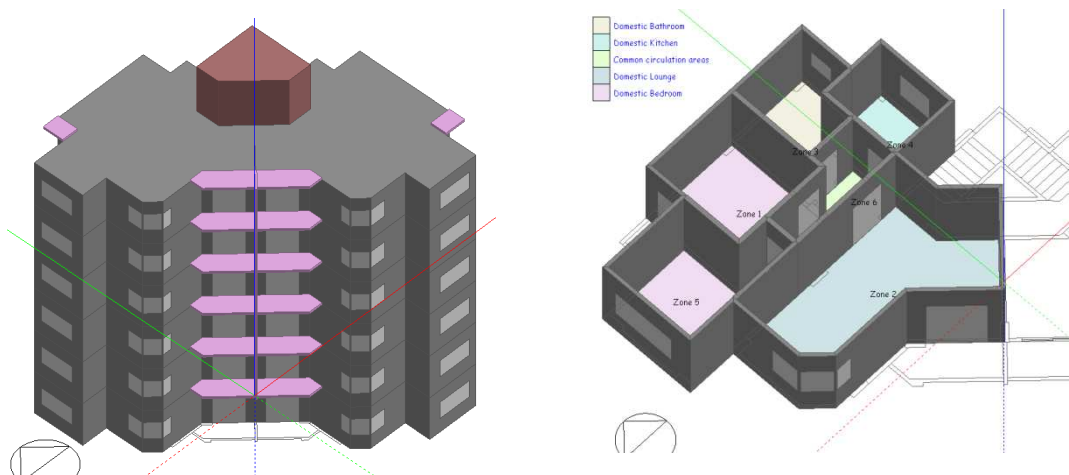 Domestic Bathroom
Domestic Kitchen
Common circulation areas
Domestic Lounge
Domestic Bedroom
Zone 3
Zone 4
Zone 1
Zone 6
Zone 5
Zone 2